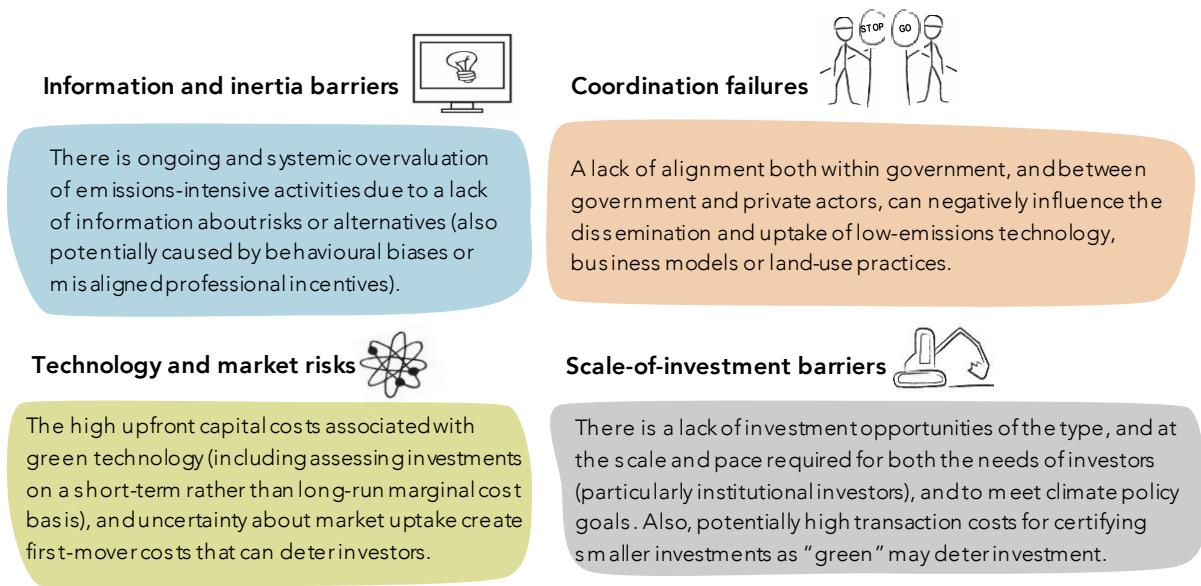 Information and inertia barriers
There is ongoing and systemic overvaluation
of emissions-intensive activities due to a lack
of information about risks or alternatives (also
potentially caused by behavioural biases or
misaligned professional incentives).
STOP
GO
Coordination failures
A lack of alignment both within government, and between
government and private actors, can negatively influence the
dissemination and uptake of low-emissions technology,
business models or land-use practices.
Technology and market risks
The high upfront capital costs associated with
green technology (including assessing investments
on a short-term rather than long-run marginal cost
basis), and uncertainty about market uptake create
first-mover costs that can deter investors.
Scale-of-investment barriers
There is a lack of investment opportunities of the type, and at
the scale and pace required for both the needs of investors
(particularly institutional investors), and to meet climate policy
goals. Also, potentially high transaction costs for certifying
smaller investments as “green” may deter investment.